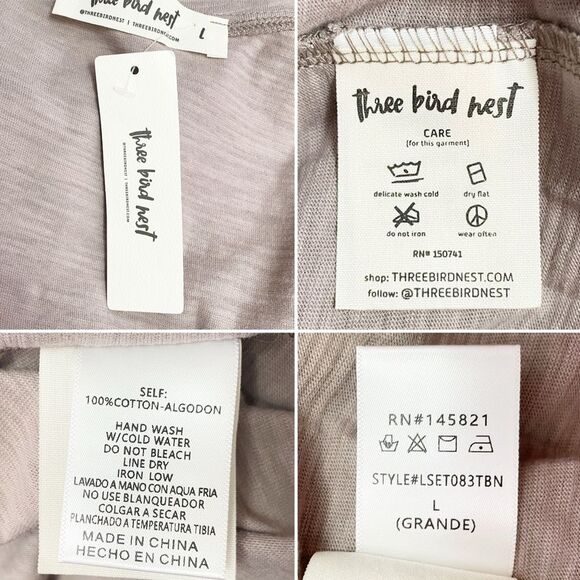 three bird nest
@THREEBIRDNEST | THREEBIRDNEST.COM
L
three bird nest
@THREEBIRDNEST | THREEBIRDNEST.COM
three bird nest
CARE
[for this garment]
delicate wash cold
dry flat
do not iron
wear often
RN# 150741
shop: THREEBIRDNEST.COM
follow: @THREEBIRDNEST
SELF:
100%COTTON-ALGODON
HAND WASH
W/COLD WATER
DO NOT BLEACH
LINE DRY
IRON LOW
LAVADO A MANO CON AQUA FRIA
NO USE BLANQUEADOR
COLGAR A SECAR
PLANCHADO A TEMPERATURA TIBIA
MADE IN CHINA
HECHO EN CHINA
RN#145821
STYLE#LSET083TBN
L
(GRANDE)